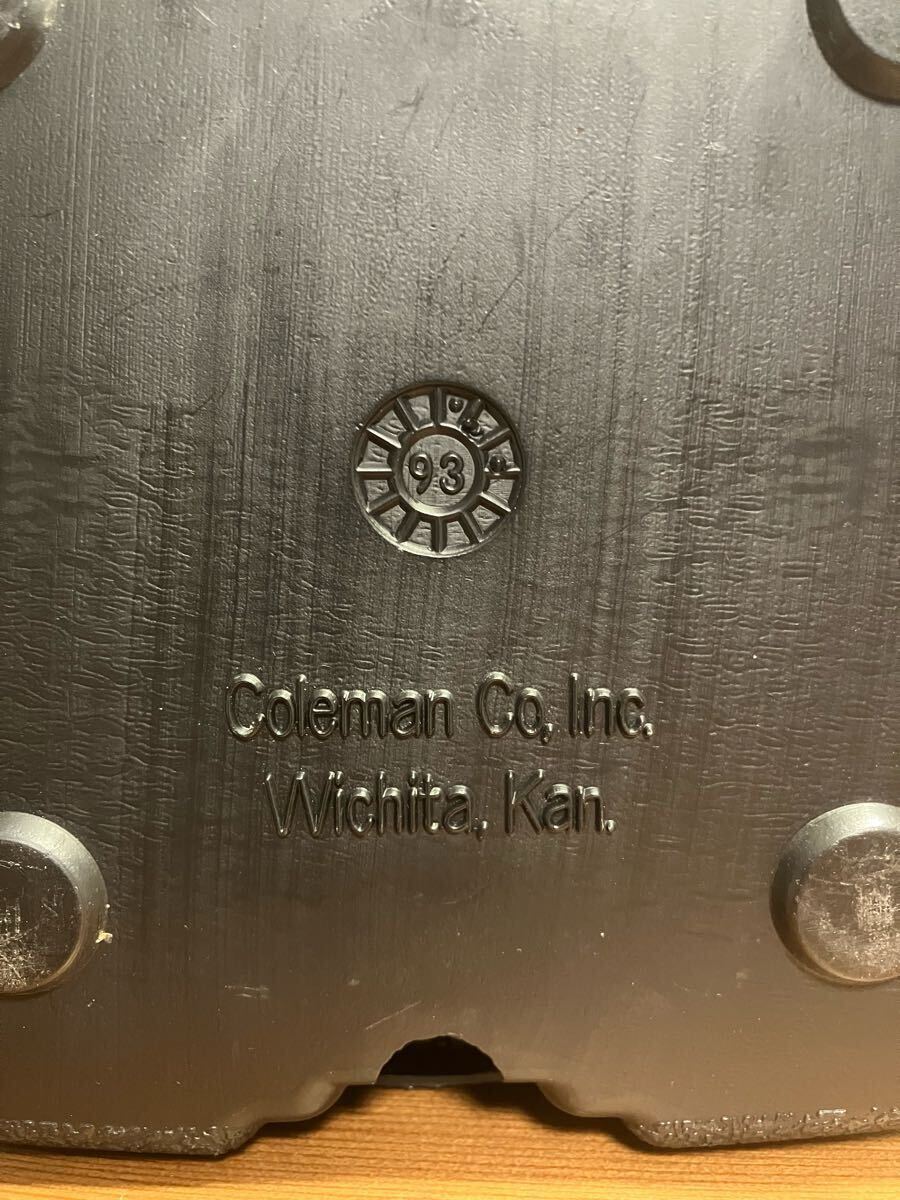 93
Coleman Co, Inc.
Wichita, Kan.